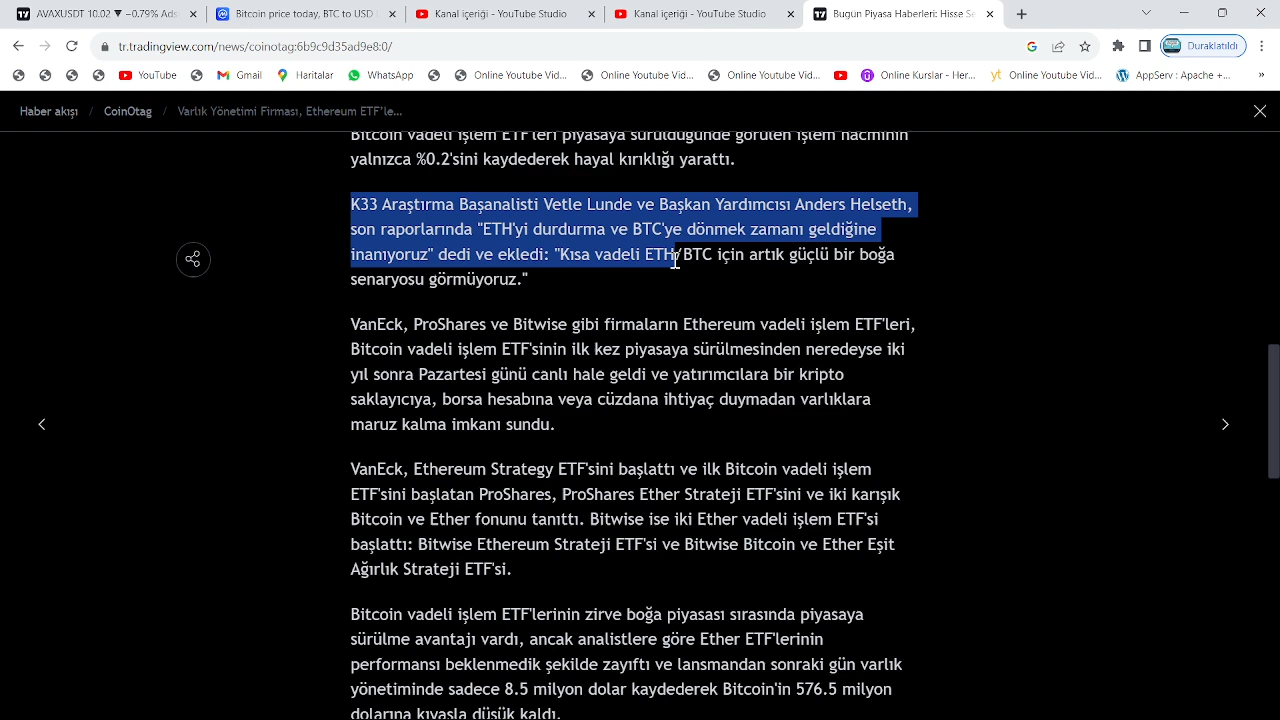 AVAXUSDT 10.02 ▼ −0.79% Ads
Bitcoin price today, BTC to USD
Kanal içeriği - YouTube Studio
Kanal içeriği - YouTube Studio
Bugün Piyasa Haberleri: Hisse Se
tr.tradingview.com/news/coinotag:6b9c9d35ad9e8:0/
Duraklatıldı
YouTube
Gmail
Haritalar
WhatsApp
Online Youtube Vid...
Online Youtube Vid...
Online Youtube Vid...
Online Kurslar - Her...
yt Online Youtube Vid...
AppServ : Apache +...
»
Haber akışı / CoinOtag / Varlık Yönetimi Firması, Ethereum ETF'le...
Bitcoin vadeli işlem ETF'leri piyasaya sürüldüğünde görülen işlem hacminin
yalnızca %0.2'sini kaydederek hayal kırıklığı yarattı.
K33 Araştırma Başanalisti Vetle Lunde ve Başkan Yardımcısı Anders Helseth,
son raporlarında "ETH'yi durdurma ve BTC'ye dönmek zamanı geldiğine
inanıyoruz" dedi ve ekledi: "Kısa vadeli ETH/BTC için artık güçlü bir boğa
senaryosu görmüyoruz."
VanEck, ProShares ve Bitwise gibi firmaların Ethereum vadeli işlem ETF'leri,
Bitcoin vadeli işlem ETF'sinin ilk kez piyasaya sürülmesinden neredeyse iki
yıl sonra Pazartesi günü canlı hale geldi ve yatırımcılara bir kripto
saklayıcıya, borsa hesabına veya cüzdana ihtiyaç duymadan varlıklara
maruz kalma imkanı sundu.
VanEck, Ethereum Strategy ETF'sini başlattı ve ilk Bitcoin vadeli işlem
ETF'sini başlatan ProShares, ProShares Ether Strateji ETF'sini ve iki karışık
Bitcoin ve Ether fonunu tanıttı. Bitwise ise iki Ether vadeli işlem ETF'si
başlattı: Bitwise Ethereum Strateji ETF'si ve Bitwise Bitcoin ve Ether Eşit
Ağırlık Strateji ETF'si.
Bitcoin vadeli işlem ETF'lerinin zirve boğa piyasası sırasında piyasaya
sürülme avantajı vardı, ancak analistlere göre Ether ETF'lerinin
performansı beklenmedik şekilde zayıftı ve lansmandan sonraki gün varlık
yönetiminde sadece 8.5 milyon dolar kaydederek Bitcoin'in 576.5 milyon
dolarına kıyasla düşük kaldı.